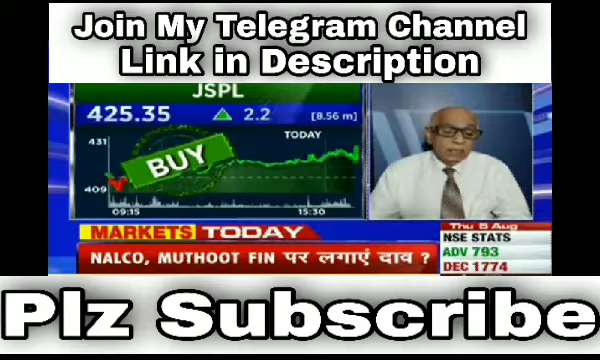 Join My Telegram Channel
Link in Description
JSPL
425.35 ▲ 2.2 [8.56 m]
TODAY
431
BUY
409
09:15 15:30
MARKETS TODAY
NALCO, MUTHOOT FIN पर लगाएं दाव ?
Thu 5 Aug
NSE STATS
ADV 793
DEC 1774
Plz Subscribe